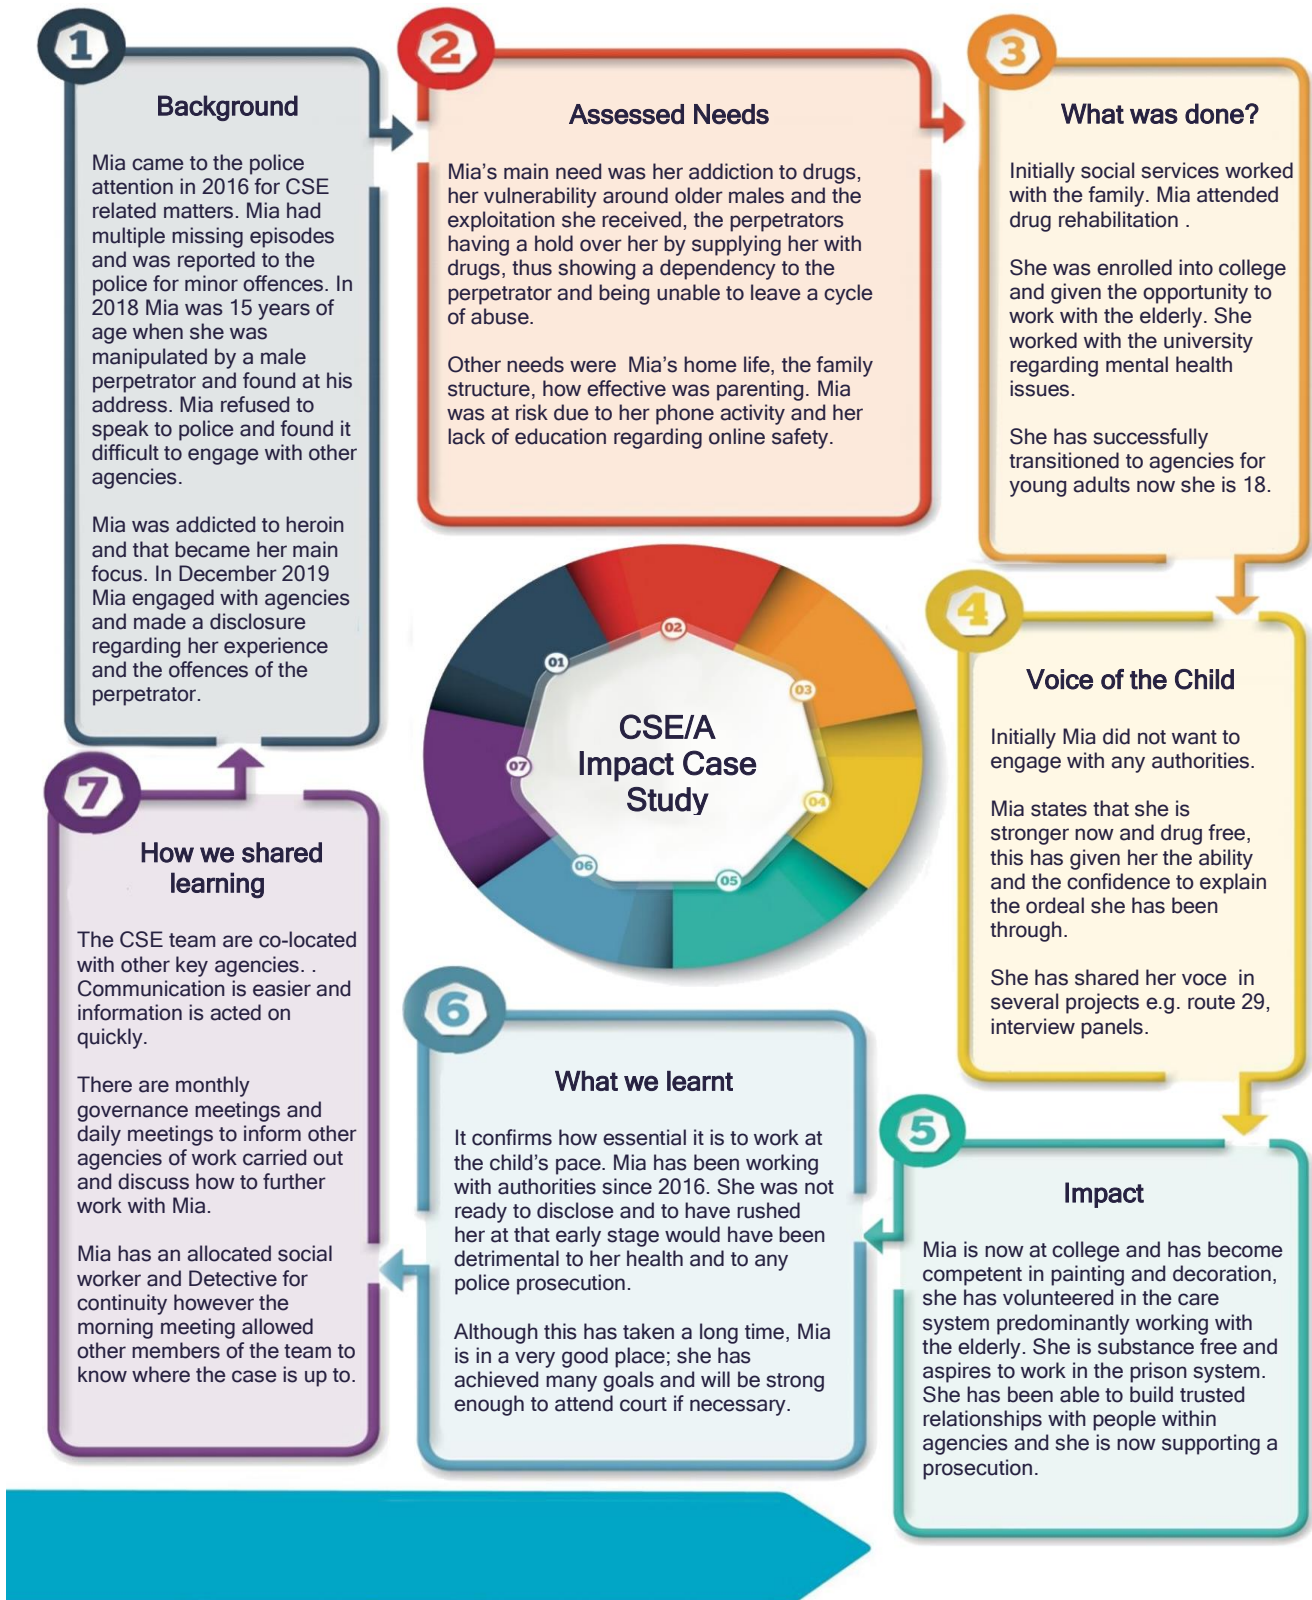 1
Background
Mia came to the police
attention in 2016 for CSE
related matters. Mia had
multiple missing episodes
and was reported to the
police for minor offences. In
2018 Mia was 15 years of
age when she was
manipulated by a male
perpetrator and found at his
address. Mia refused to
speak to police and found it
difficult to engage with other
agencies.
Mia was addicted to heroin
and that became her main
focus. In December 2019
Mia engaged with agencies
and made a disclosure
regarding her experience
and the offences of the
perpetrator.
2
Assessed Needs
Mia's main need was her addiction to drugs,
her vulnerability around older males and the
exploitation she received, the perpetrators
having a hold over her by supplying her with
drugs, thus showing a dependency to the
perpetrator and being unable to leave a cycle
of abuse.
Other needs were  Mia's home life, the family
structure, how effective was parenting. Mia
was at risk due to her phone activity and her
lack of education regarding online safety.
3
What was done?
Initially social services worked
with the family. Mia attended
drug rehabilitation .
She was enrolled into college
and given the opportunity to
work with the elderly. She
worked with the university
regarding mental health
issues.
She has successfully
transitioned to agencies for
young adults now she is 18.
4
Voice of the Child
Initially Mia did not want to
engage with any authorities.
Mia states that she is
stronger now and drug free,
this has given her the ability
and the confidence to explain
the ordeal she has been
through.
She has shared her voce  in
several projects e.g. route 29,
interview panels.
5
Impact
Mia is now at college and has become
competent in painting and decoration,
she has volunteered in the care
system predominantly working with
the elderly. She is substance free and
aspires to work in the prison system.
She has been able to build trusted
relationships with people within
agencies and she is now supporting a
prosecution.
6
What we learnt
It confirms how essential it is to work at
the child's pace. Mia has been working
with authorities since 2016. She was not
ready to disclose and to have rushed
her at that early stage would have been
detrimental to her health and to any
police prosecution.
Although this has taken a long time, Mia
is in a very good place; she has
achieved many goals and will be strong
enough to attend court if necessary.
7
How we shared
learning
The CSE team are co-located
with other key agencies. .
Communication is easier and
information is acted on
quickly.
There are monthly
governance meetings and
daily meetings to inform other
agencies of work carried out
and discuss how to further
work with Mia.
Mia has an allocated social
worker and Detective for
continuity however the
morning meeting allowed
other members of the team to
know where the case is up to.
CSE/A
Impact Case
Study
01
02
03
04
05
06
07